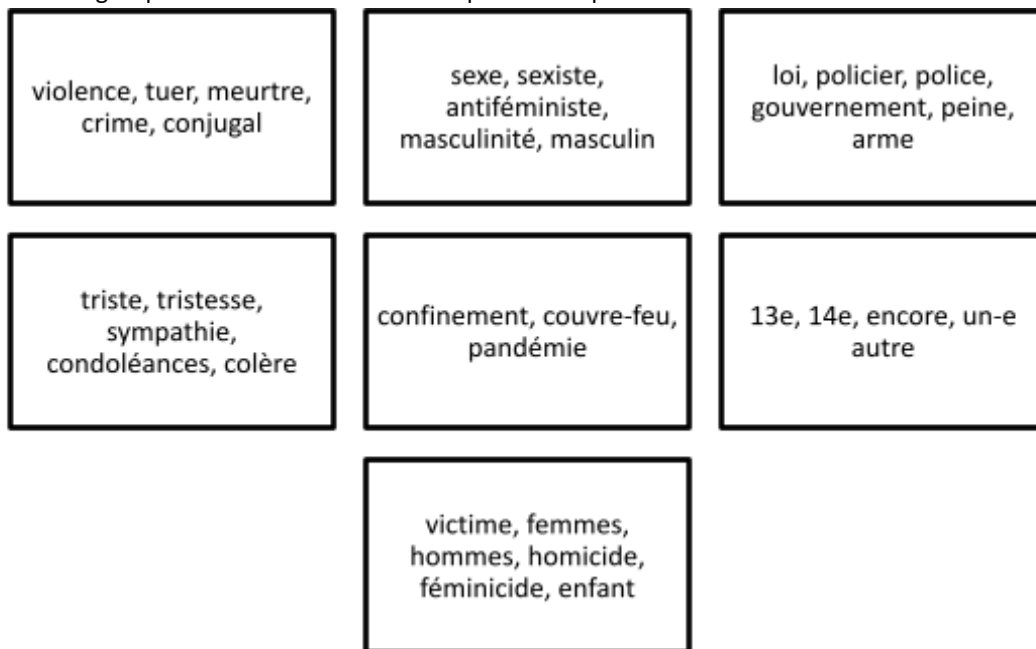 violence, tuer, meurtre,
crime, conjugal
sexe, sexiste,
antiféministe,
masculinité, masculin
loi, policier, police,
gouvernement, peine,
arme
triste, tristesse,
sympathie,
condoléances, colère
confinement, couvre-feu,
pandémie
13e, 14e, encore, un-e
autre
victime, femmes,
hommes, homicide,
féminicide, enfant